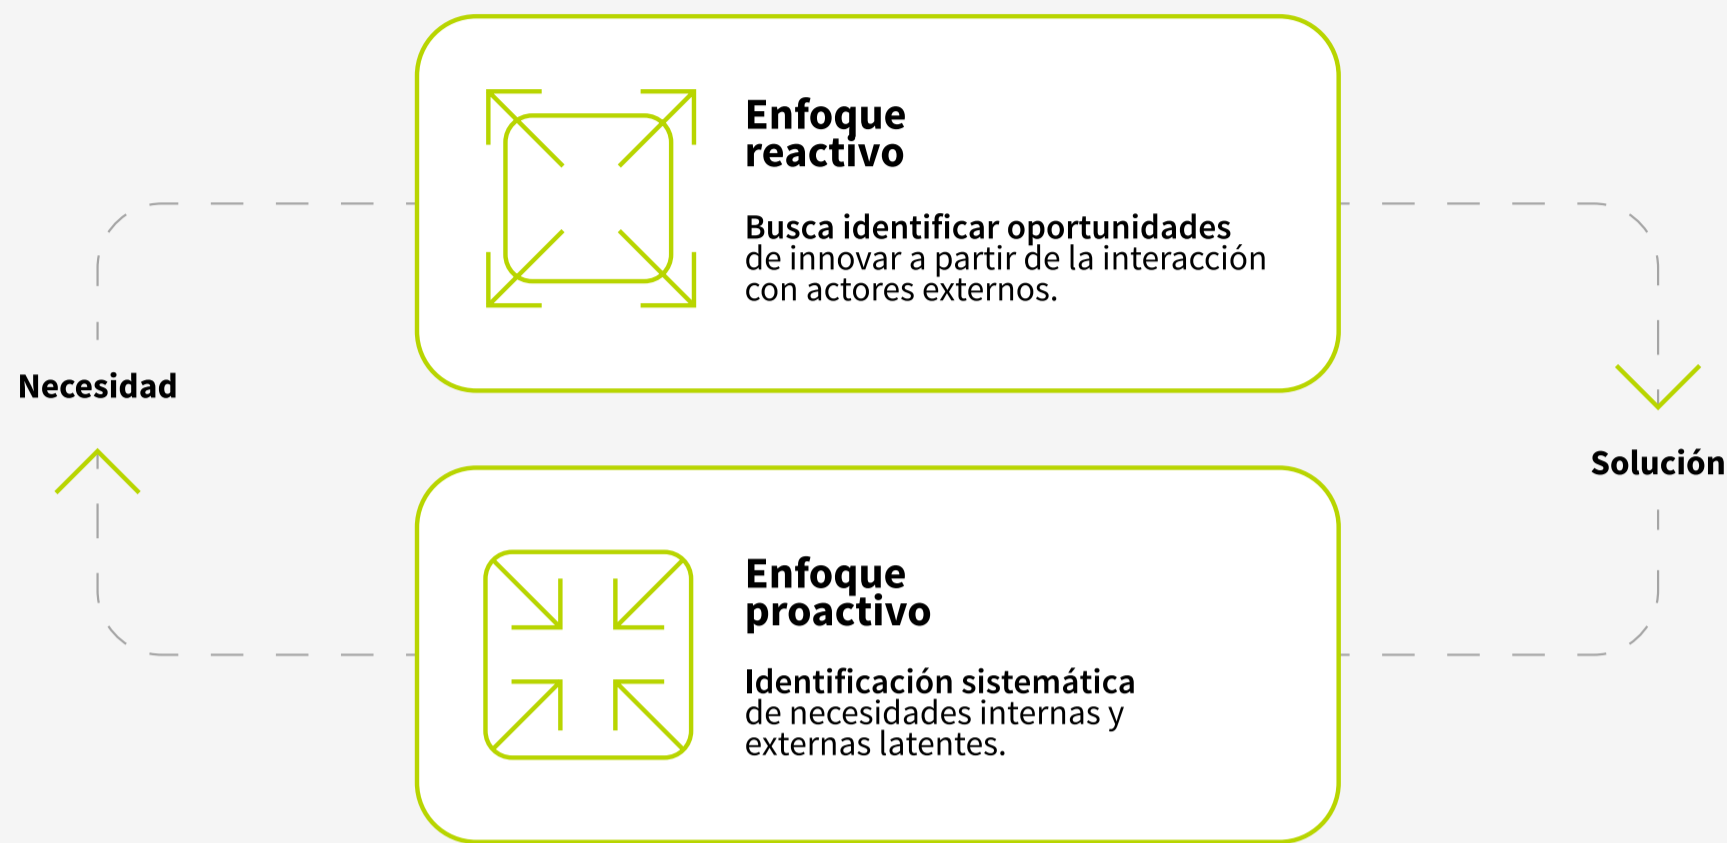 Enfoque
reactivo
Busca identificar oportunidades
de innovar a partir de la interacción
con actores externos.
Necesidad
Solución
Enfoque
proactivo
Identificación sistemática
de necesidades internas y
externas latentes.